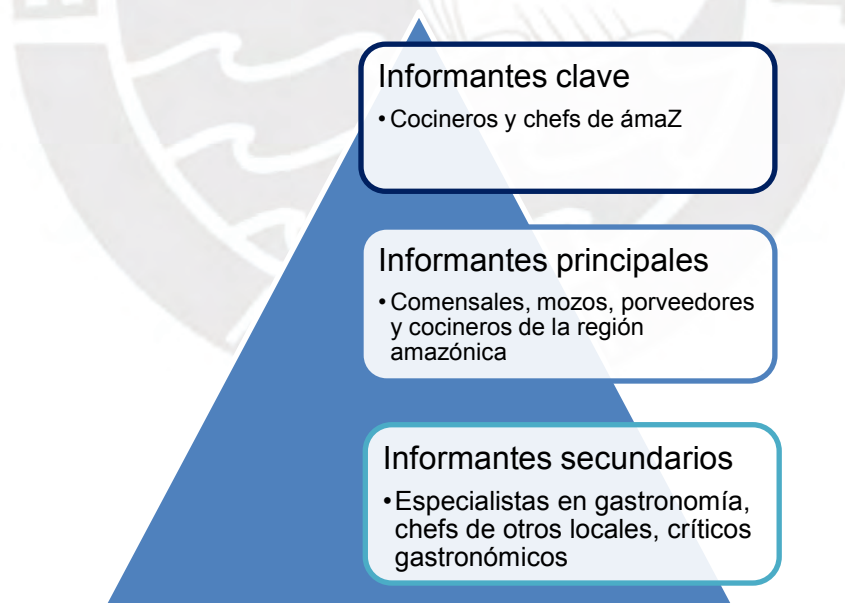 Informantes clave
• Cocineros y chefs de ámaZ
Informantes principales
• Comensales, mozos, porveedores
y cocineros de la región
amazónica
Informantes secundarios
• Especialistas en gastronomía,
chefs de otros locales, críticos
gastronómicos